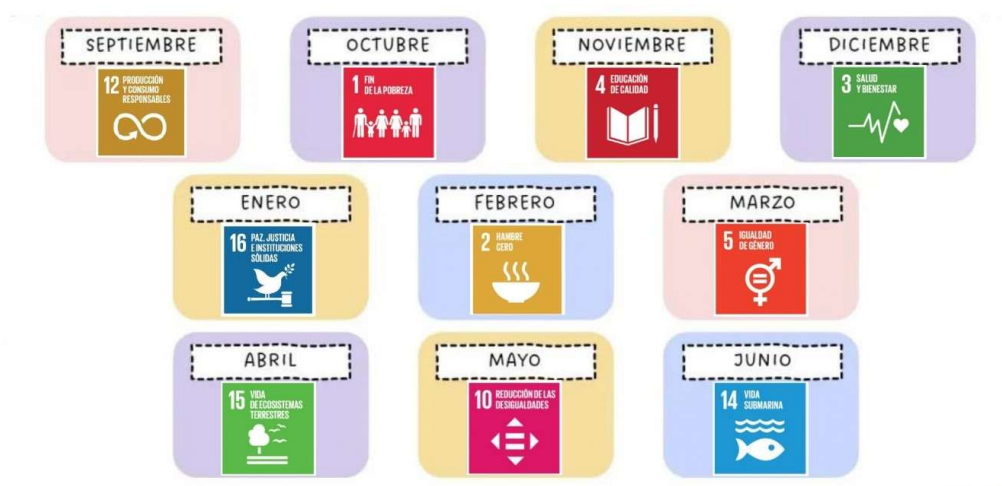 SEPTIEMBRE
12 PRODUCCIÓN
Y CONSUMO
RESPONSABLES
OCTUBRE
1 FIN
DE LA POBREZA
NOVIEMBRE
4 EDUCACIÓN
DE CALIDAD
DICIEMBRE
3 SALUD
Y BIENESTAR
ENERO
16 PAZ, JUSTICIA
E INSTITUCIONES
SÓLIDAS
FEBRERO
2 HAMBRE
CERO
MARZO
5 IGUALDAD
DE GÉNERO
ABRIL
15 VIDA
DE ECOSISTEMAS
TERRESTRES
MAYO
10 REDUCCIÓN DE LAS
DESIGUALDADES
JUNIO
14 VIDA
SUBMARINA